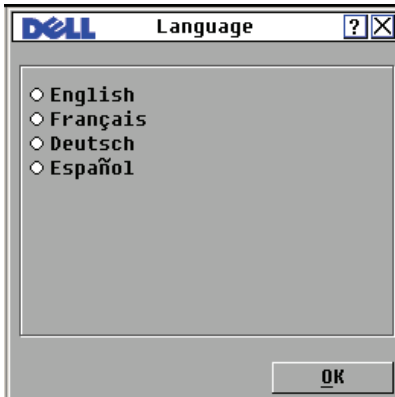 DELL Language ? X
English
Français
Deutsch
Español
OK